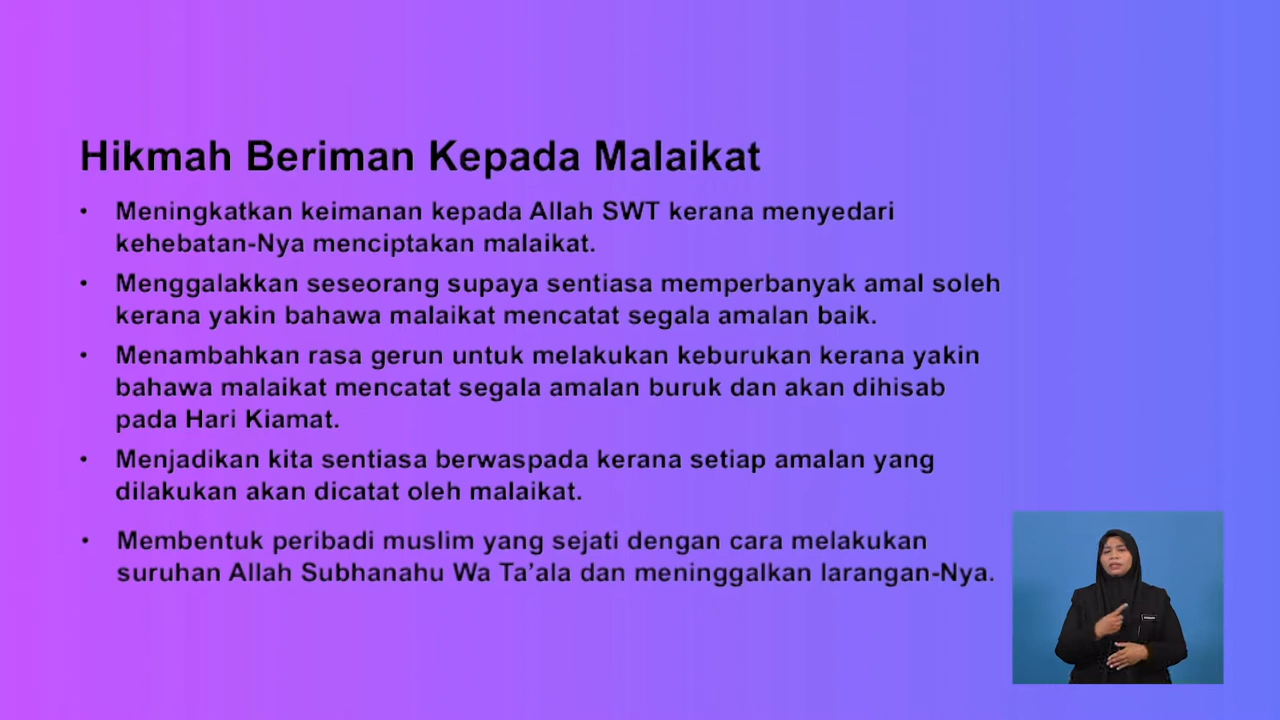 Hikmah Beriman Kepada Malaikat
• Meningkatkan keimanan kepada Allah SWT kerana menyedari
kehebatan-Nya menciptakan malaikat.
• Menggalakkan seseorang supaya sentiasa memperbanyak amal soleh
kerana yakin bahawa malaikat mencatat segala amalan baik.
• Menambahkan rasa gerun untuk melakukan keburukan kerana yakin
bahawa malaikat mencatat segala amalan buruk dan akan dihisab
pada Hari Kiamat.
• Menjadikan kita sentiasa berwaspada kerana setiap amalan yang
dilakukan akan dicatat oleh malaikat.
• Membentuk peribadi muslim yang sejati dengan cara melakukan
suruhan Allah Subhanahu Wa Ta’ala dan meninggalkan larangan-Nya.